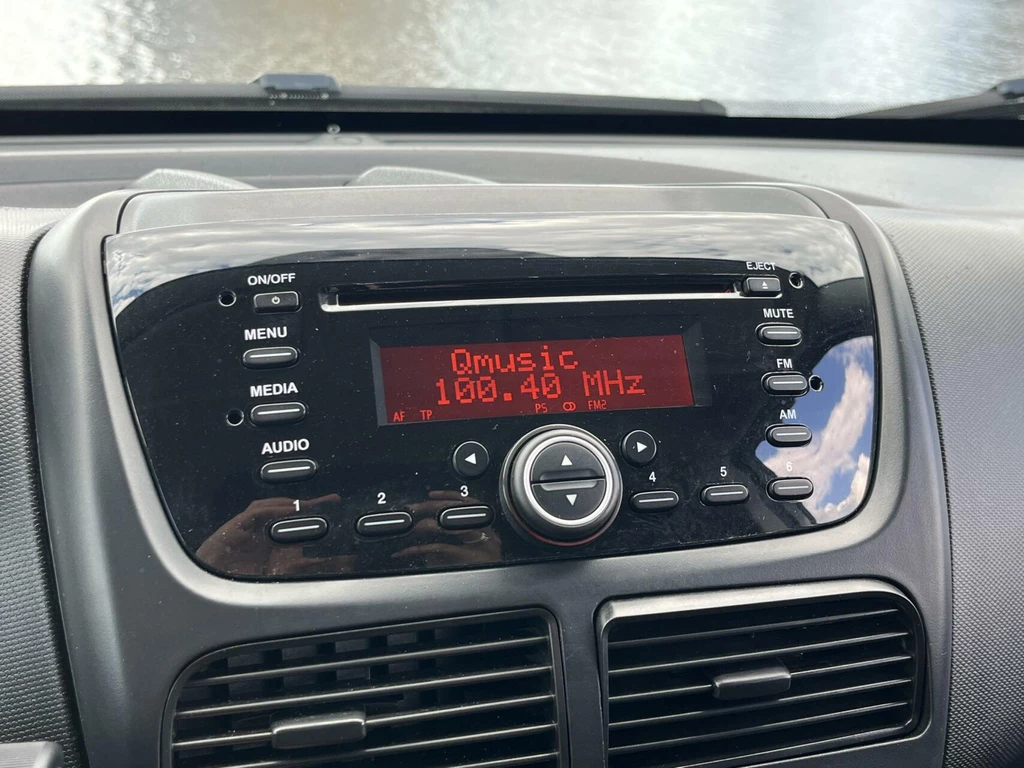 ON/OFF
EJECT
MENU
MUTE
Qmusic
100.40 MHz
AF TP PS FM2
FM
MEDIA
AM
AUDIO
1
2
3
4
5
6